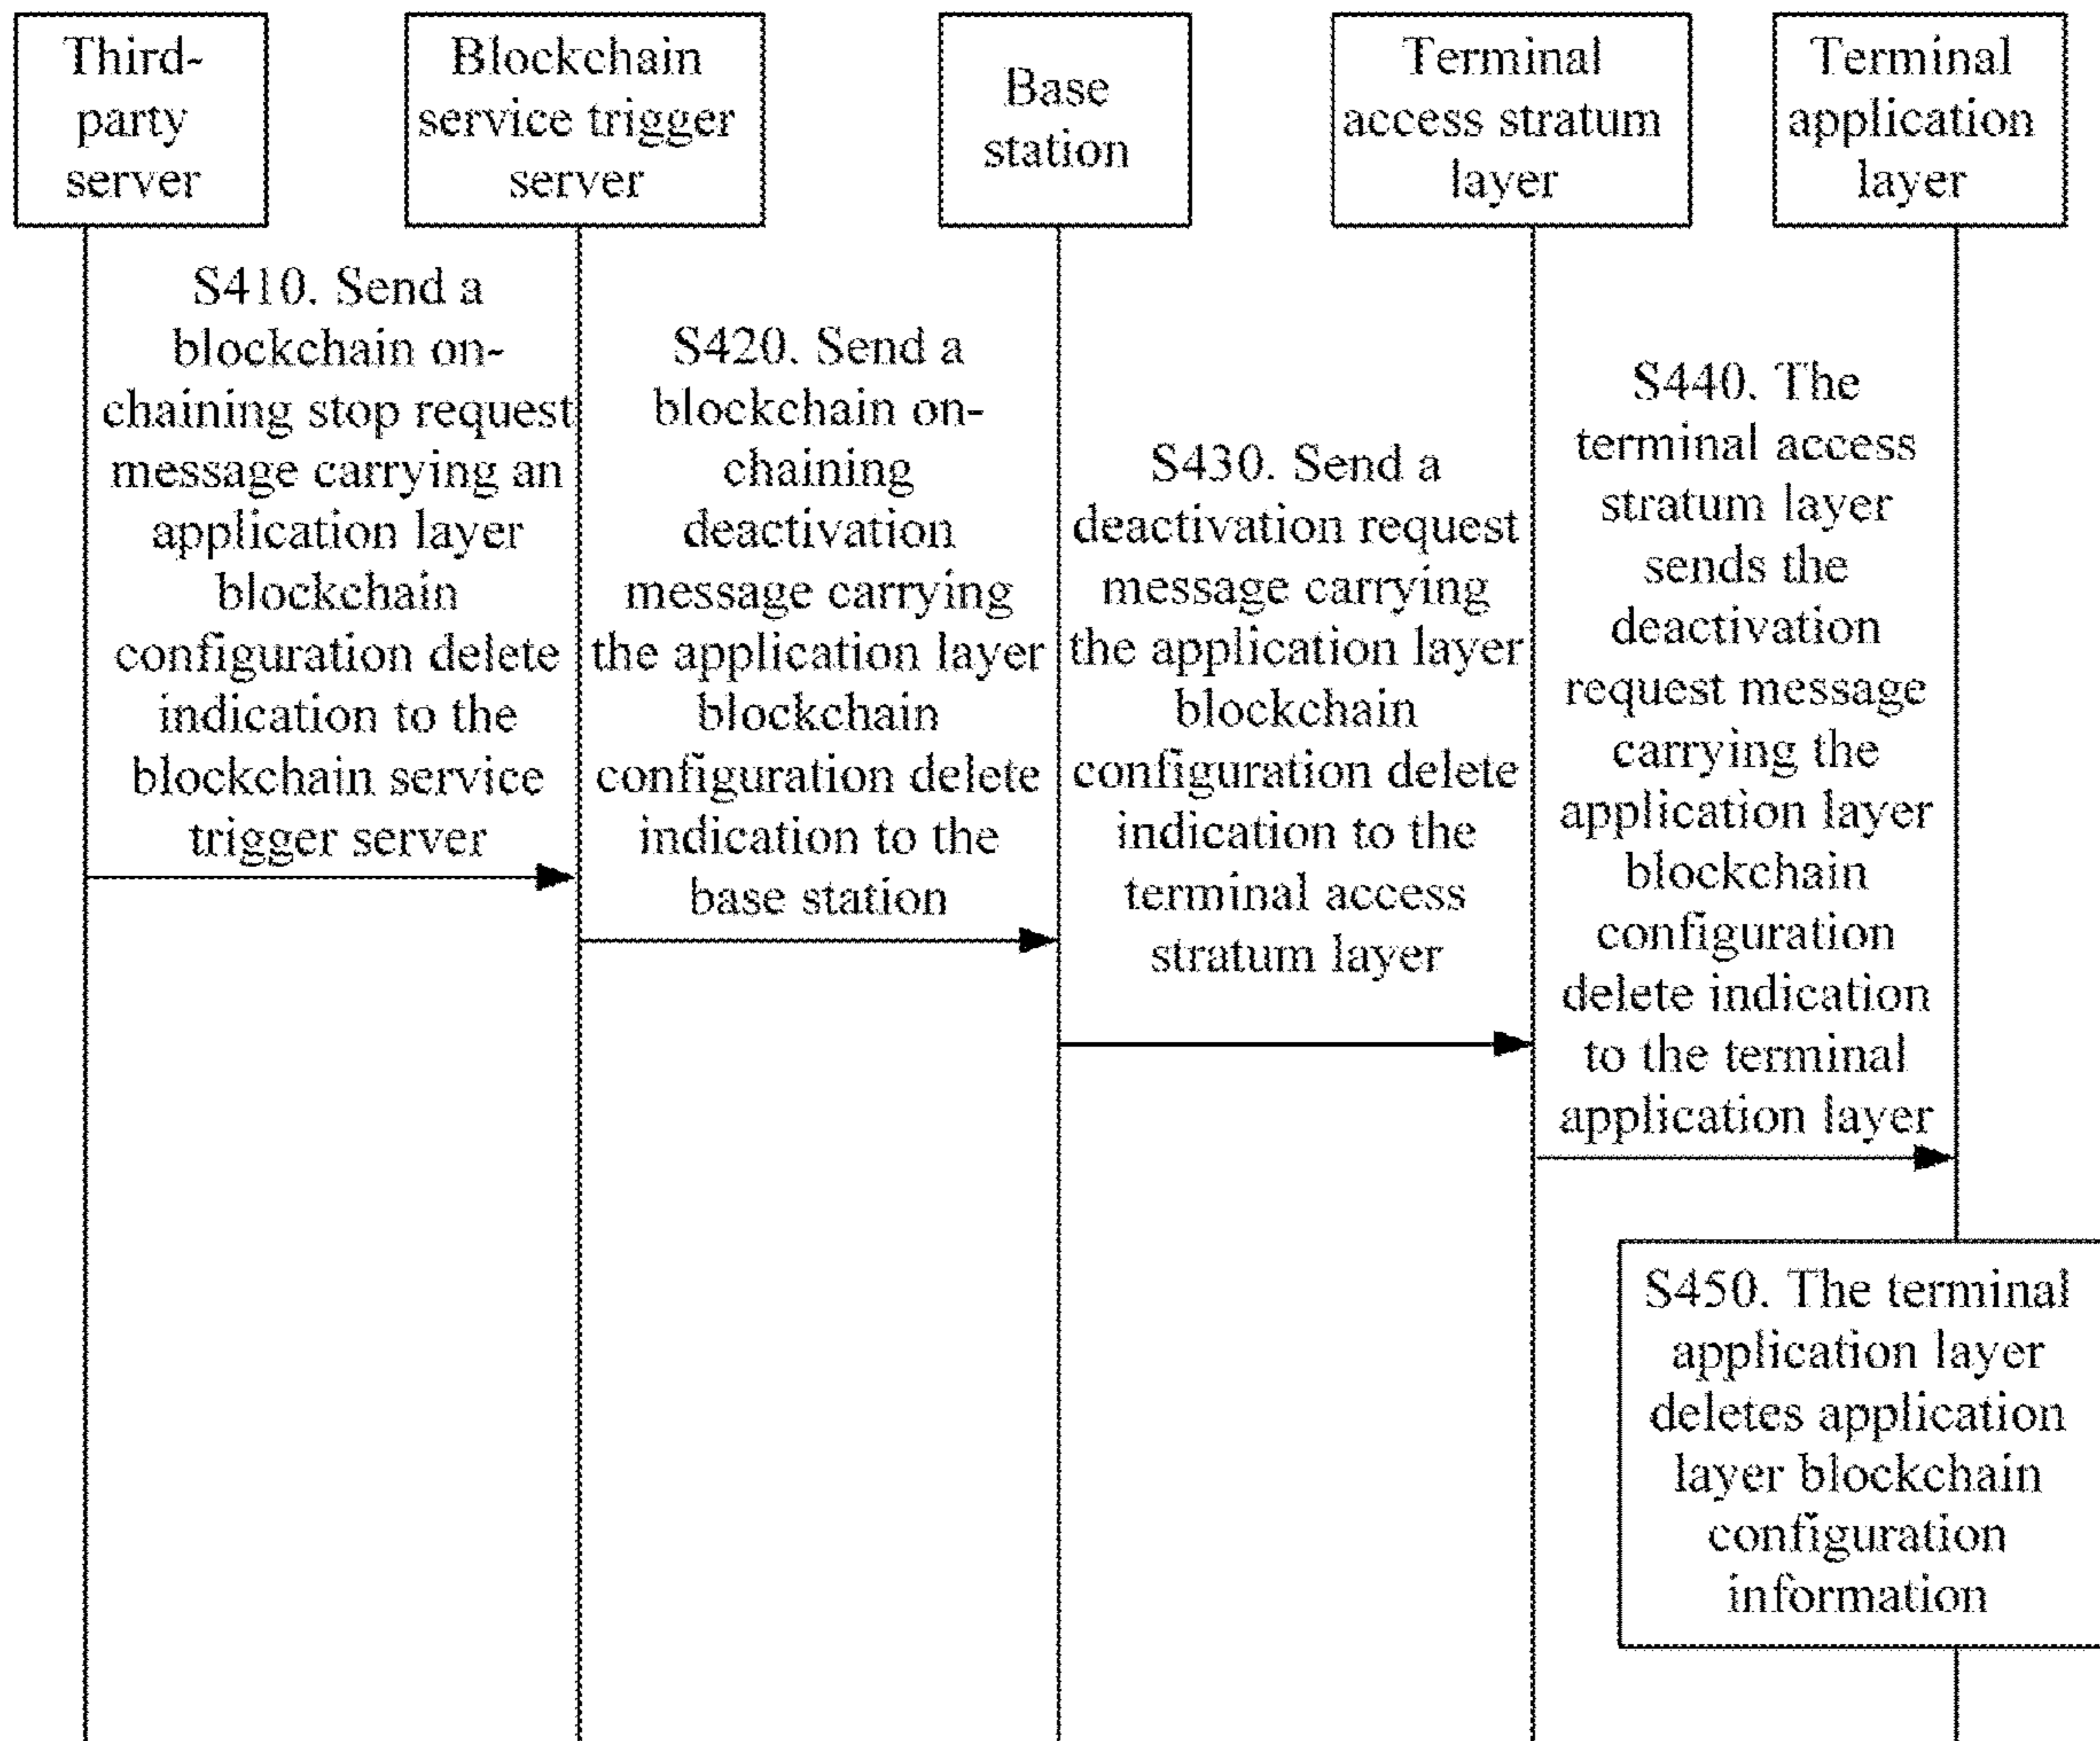 Third-
party
server
Blockchain
service trigger
server
Base
station
Terminal
access stratum
layer
Terminal
application
layer
S410. Send a
blockchain on-
chaining stop request
message carrying an
application layer
blockchain
configuration delete
indication to the
blockchain service
trigger server
S420. Send a
blockchain on-
chaining
deactivation
message carrying
the application layer
blockchain
configuration delete
indication to the
base station
S430. Send a
deactivation request
message carrying
the application layer
blockchain
configuration delete
indication to the
terminal access
stratum layer
S440. The
terminal access
stratum layer
sends the
deactivation
request message
carrying the
application layer
blockchain
configuration
delete indication
to the terminal
application layer
S450. The terminal
application layer
deletes application
layer blockchain
configuration
information